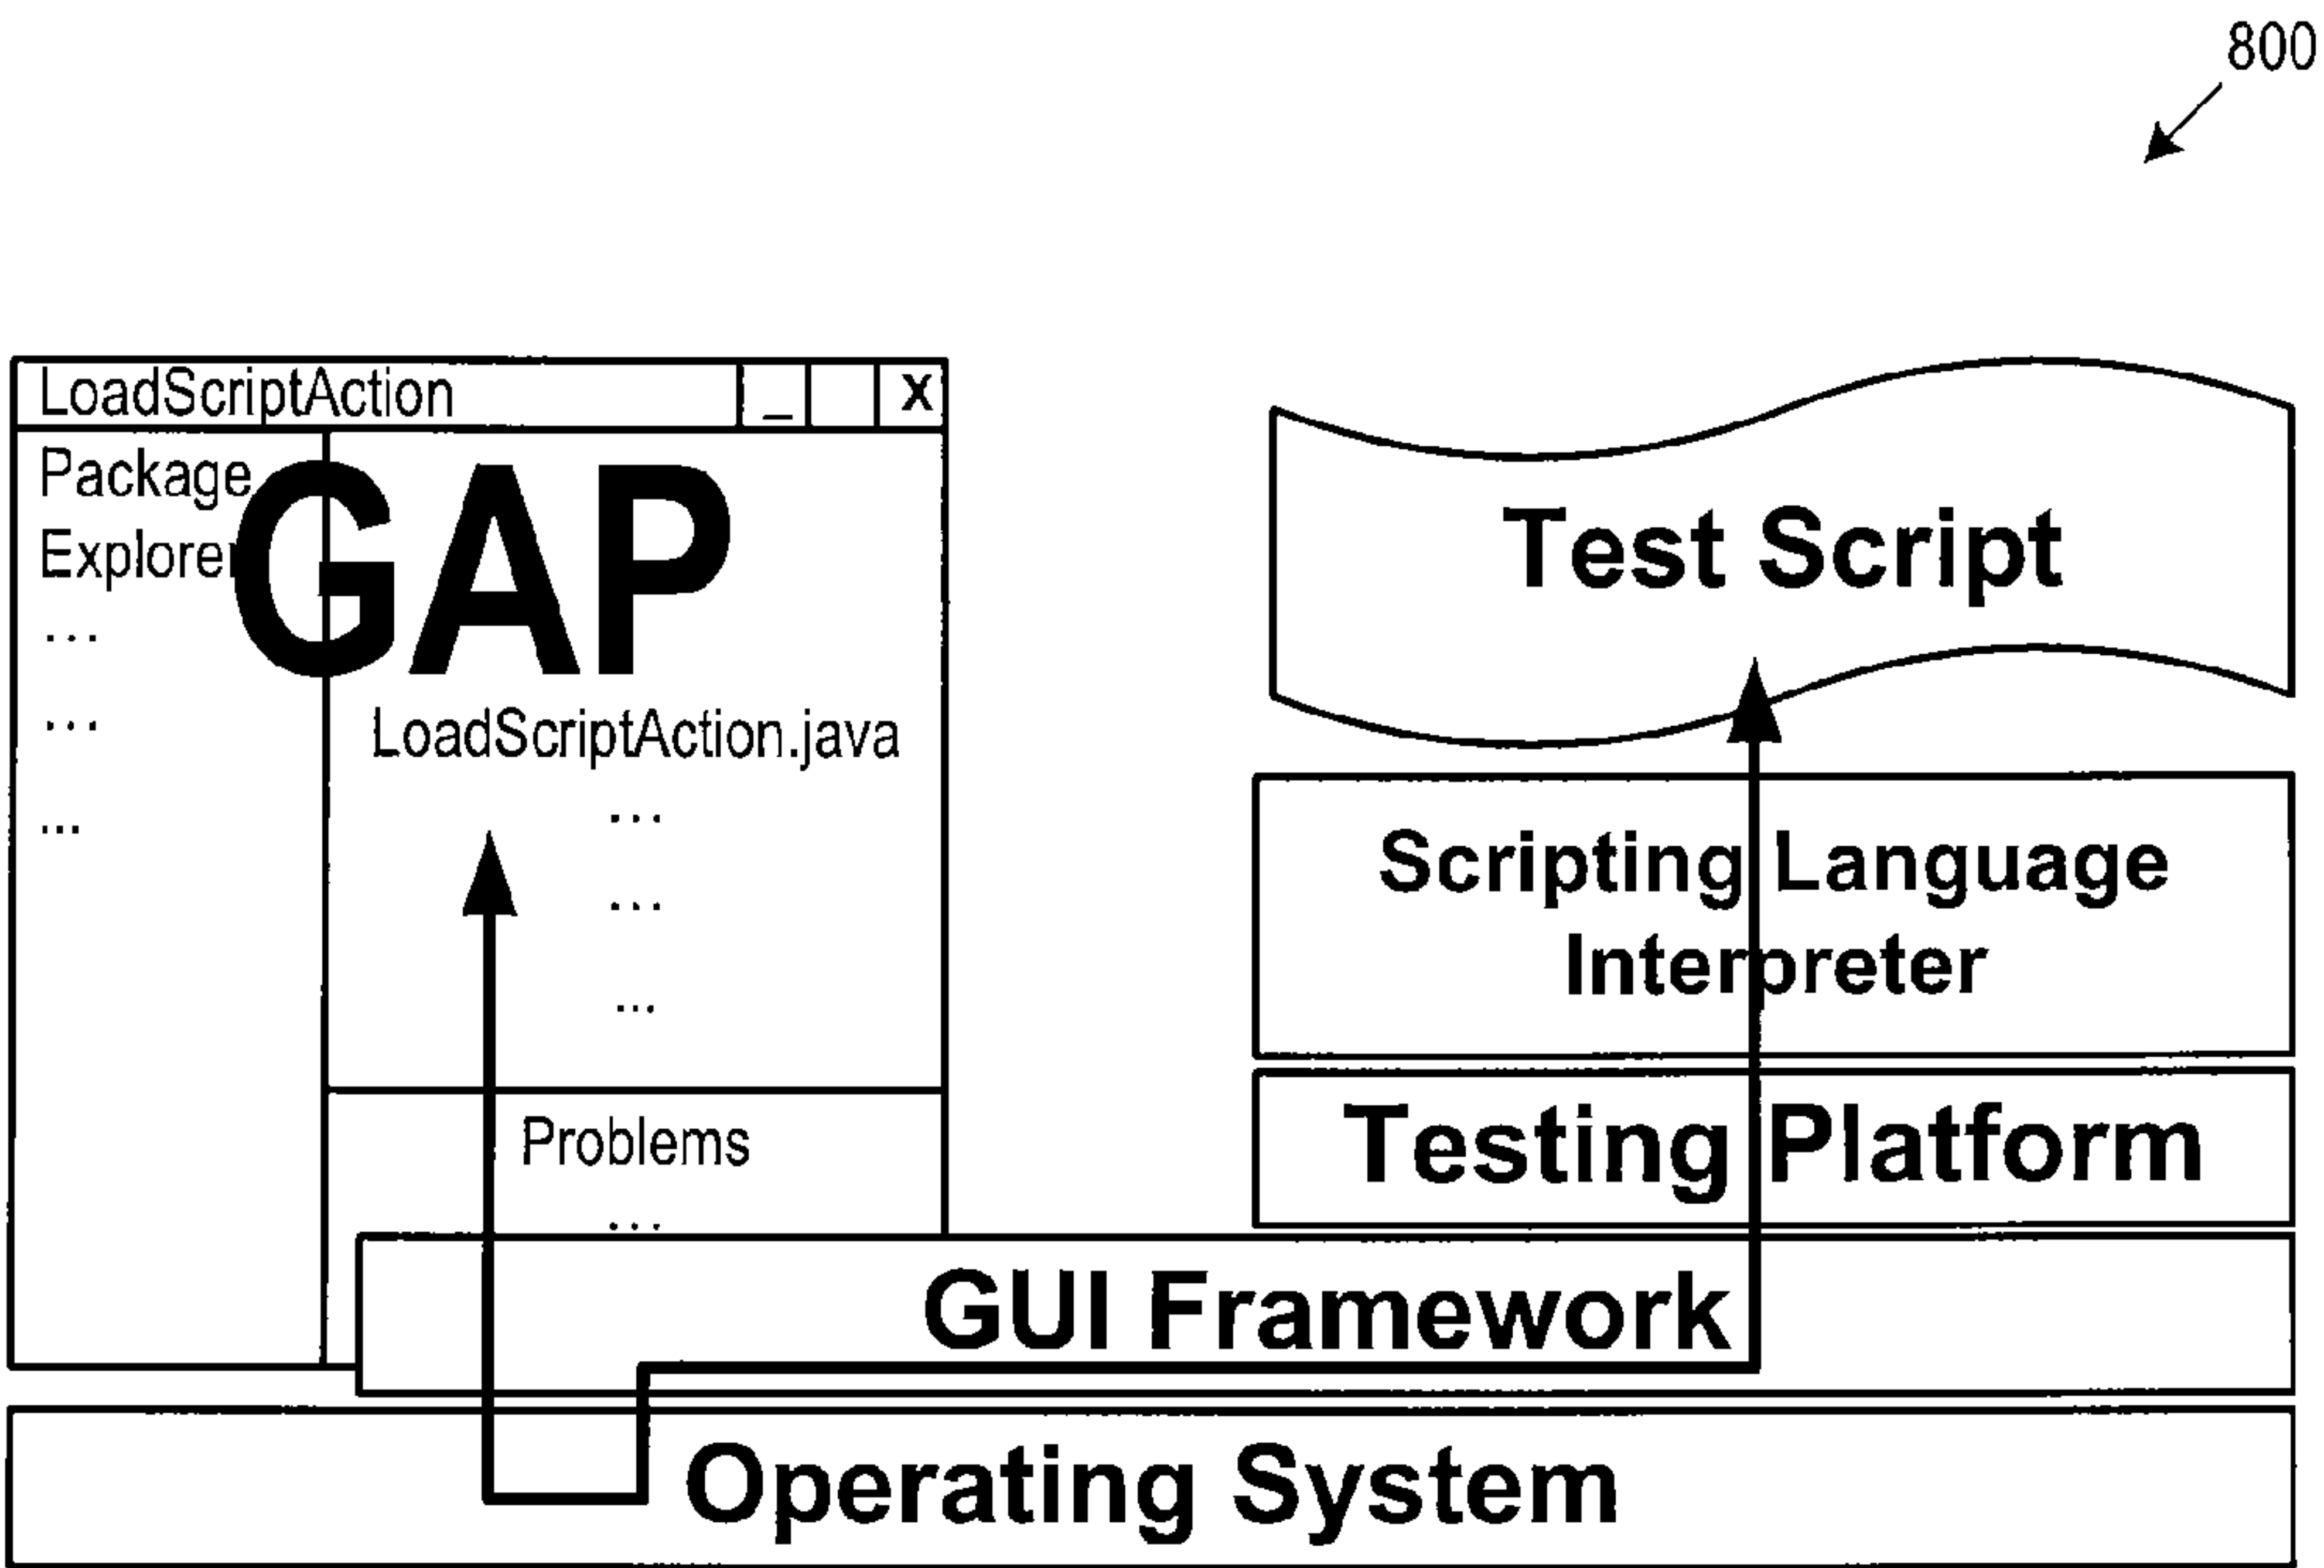 800
LoadScriptAction _ X
Package
Explorer
GAP
...
...
...
LoadScriptAction.java
...
...
...
Problems
...
Test Script
Scripting Language
Interpreter
Testing Platform
GUI Framework
Operating System